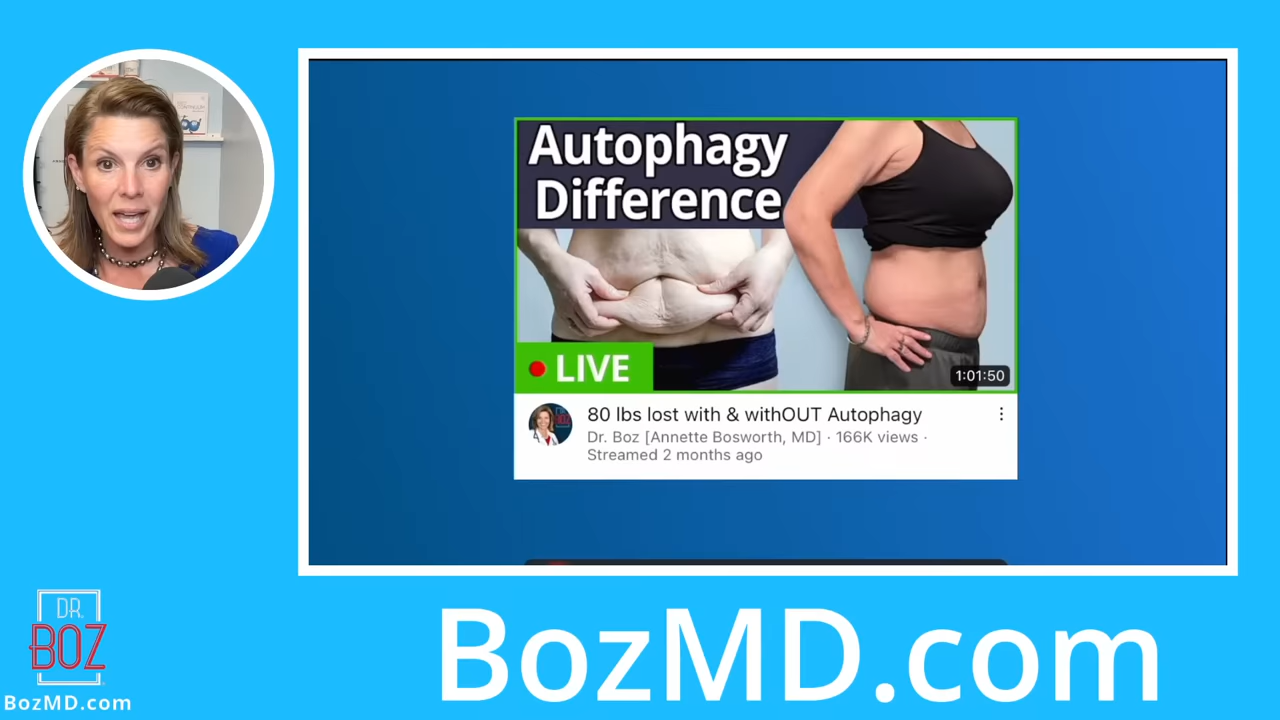 Autophagy
Difference
LIVE
1:01:50
80 lbs lost with & withOUT Autophagy
Dr. Boz [Annette Bosworth, MD] · 166K views ·
Streamed 2 months ago
DR.
BOZ
BozMD.com
BozMD.com